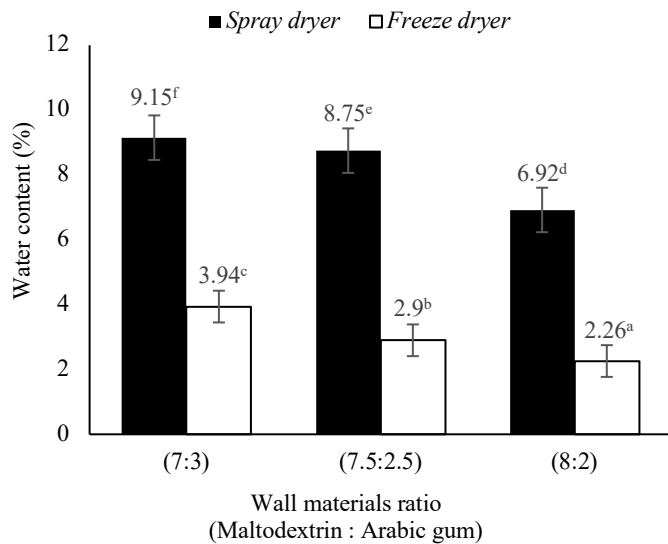 Spray dryer Freeze dryer
12
10
8
6
4
2
0
Water content (%)
9.15ᶠ
8.75ᵉ
6.92ᵈ
3.94ᶜ
2.9ᵇ
2.26ᵃ
(7:3) (7.5:2.5) (8:2)
Wall materials ratio
(Maltodextrin : Arabic gum)